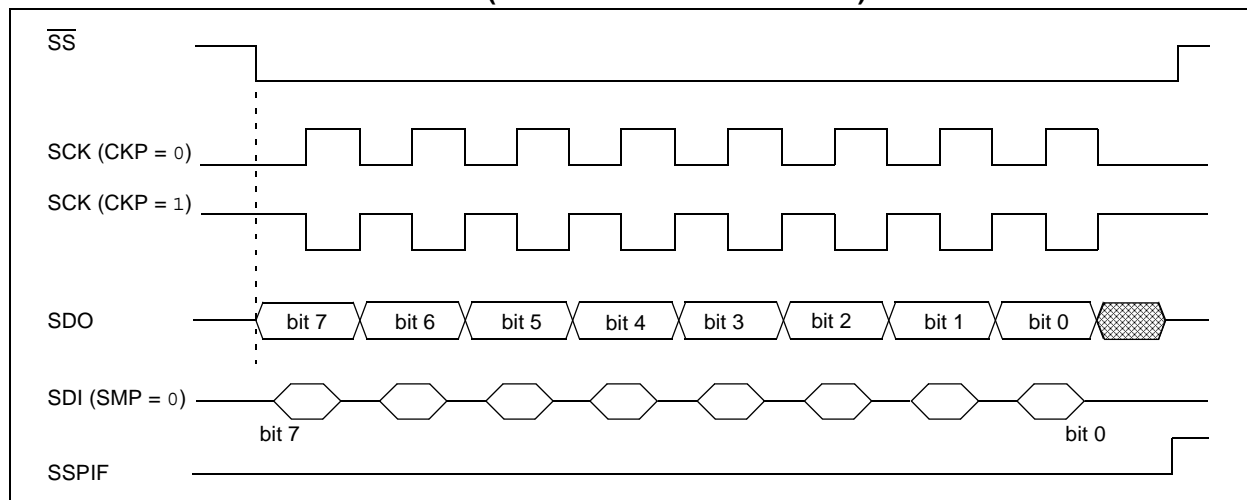 SS
SCK (CKP = 0)
SCK (CKP = 1)
SDO
bit 7 bit 6 bit 5 bit 4 bit 3 bit 2 bit 1 bit 0
SDI (SMP = 0)
bit 7 bit 0
SSPIF